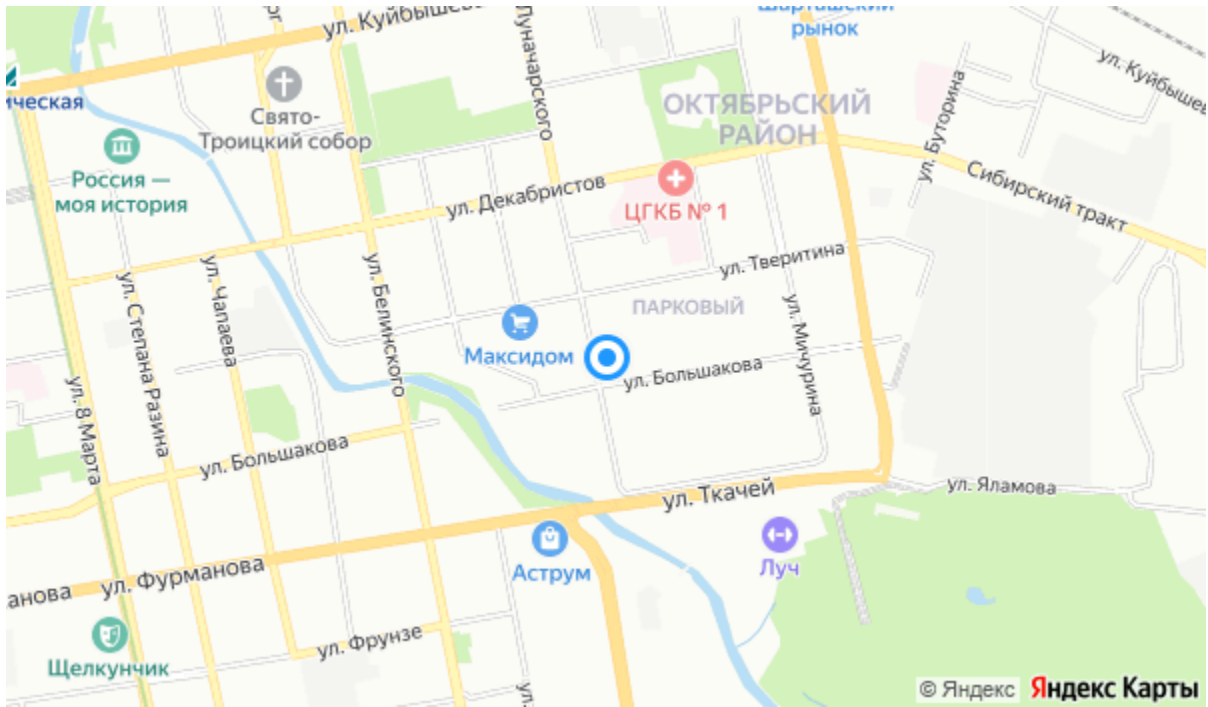 ул. Куйбышева
Шарташский
рынок
ул. Куйбышев
ическая
Свято-
Троицкий собор
Луначарского
ОКТЯБРЬСКИЙ
РАЙОН
ул. Буторина
Россия —
моя история
ул. Декабристов
ЦГКБ № 1
Сибирский тракт
ул. Тверитина
ул. Степана Разина
ул. Чапаева
ул. Белинского
ПАРКОВЫЙ
ул. Мичурина
Максидом
ул. Большакова
ул. 8 Марта
ул. Большакова
ул. Ткачей
ул. Яламова
Аструм
Луч
анова
ул. Фурманова
ул. Фрунзе
Щелкунчик
ул.
© Яндекс
Яндекс Карты